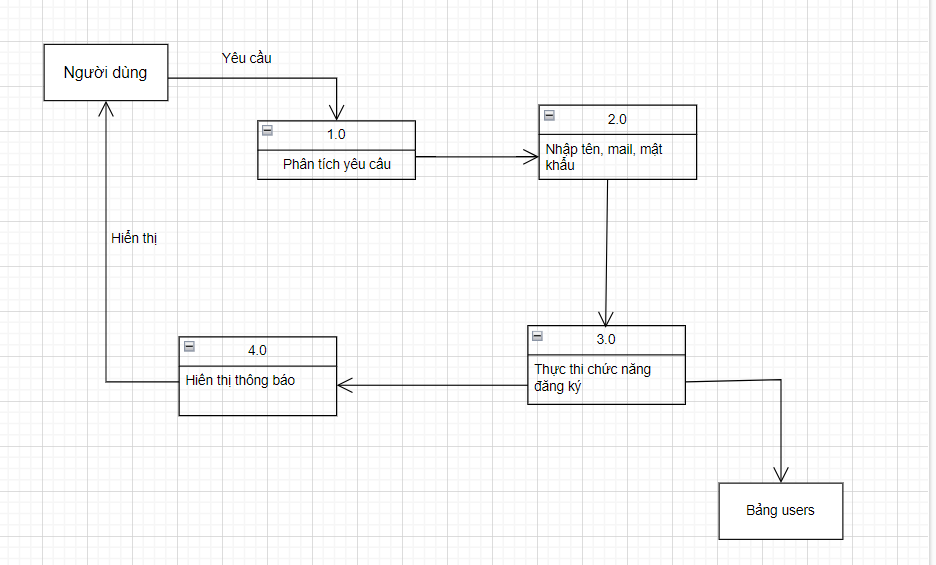 Người dùng
Yêu cầu
1.0
Phân tích yêu câu
2.0
Nhập tên, mail, mật
khẩu
Hiển thị
3.0
Thực thi chức năng
đăng ký
4.0
Hiển thị thông báo
Bảng users